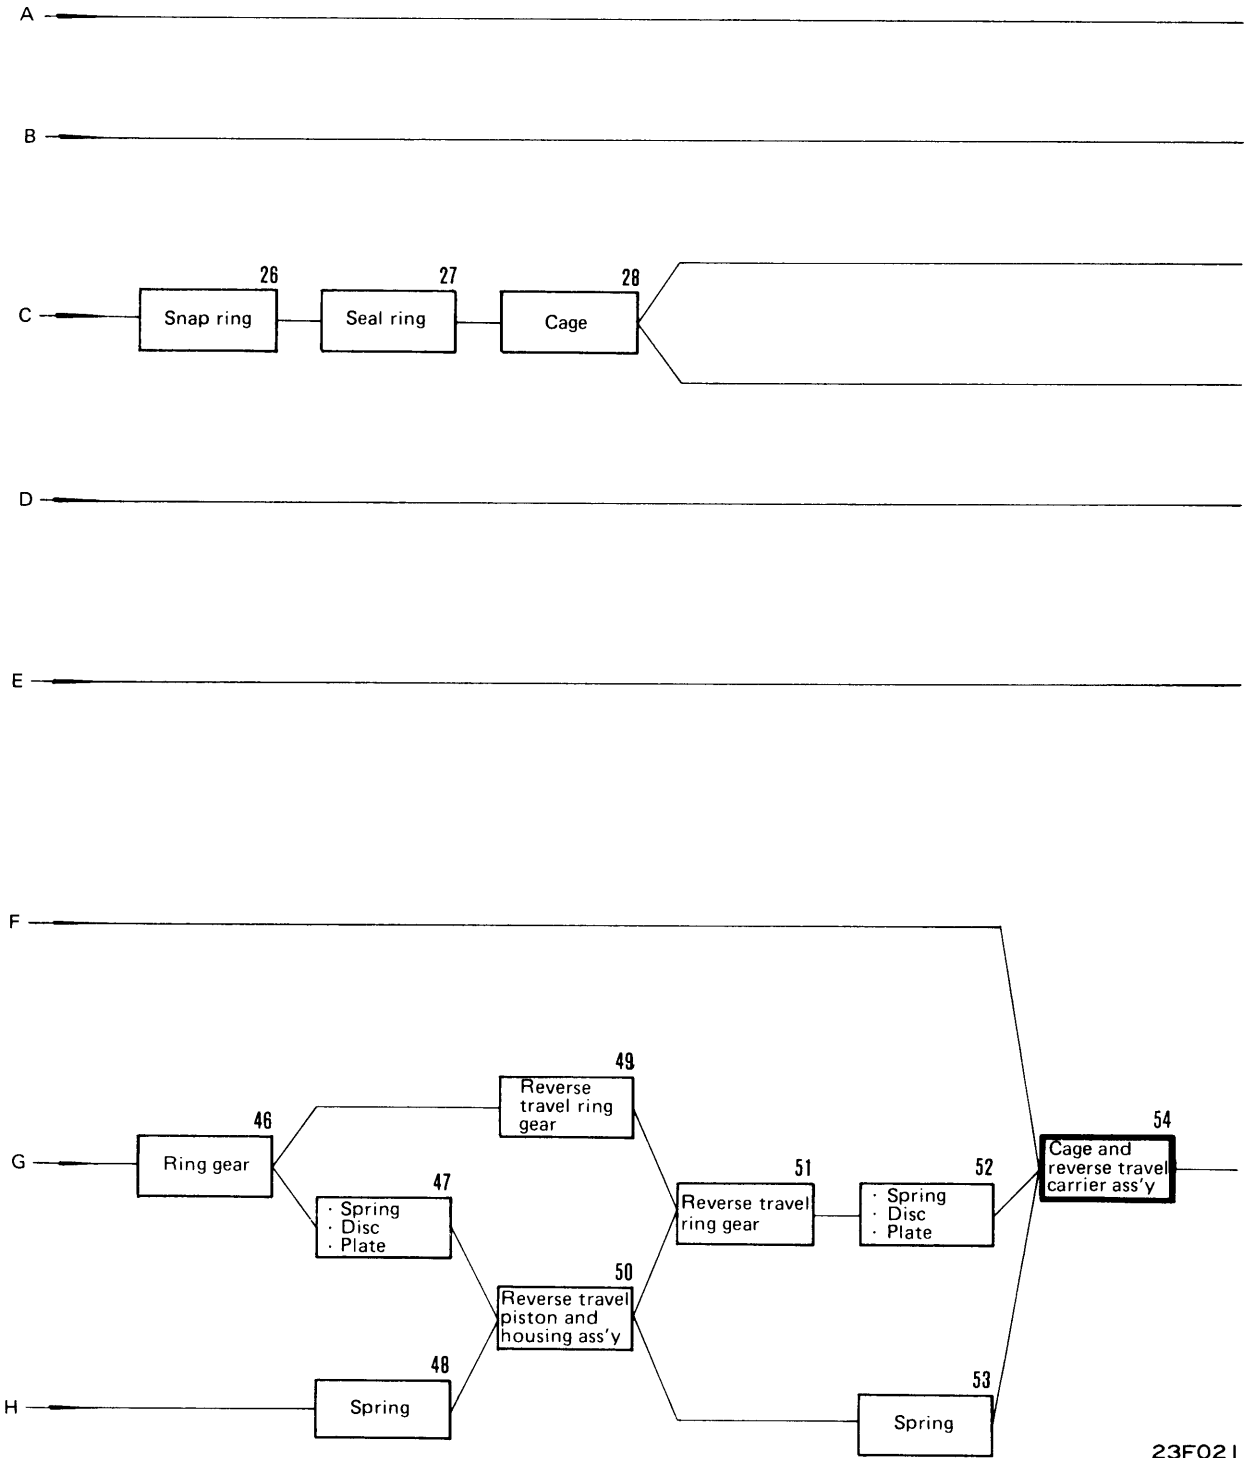 A
B
26
27
28
C
Snap ring
Seal ring
Cage
D
E
F
49
Reverse
travel ring
gear
46
54
G
Ring gear
Cage and
reverse travel
carrier ass'y
47
51
52
· Spring
· Disc
· Plate
Reverse travel
ring gear
· Spring
· Disc
· Plate
50
Reverse travel
piston and
housing ass'y
48
53
H
Spring
Spring
23F021